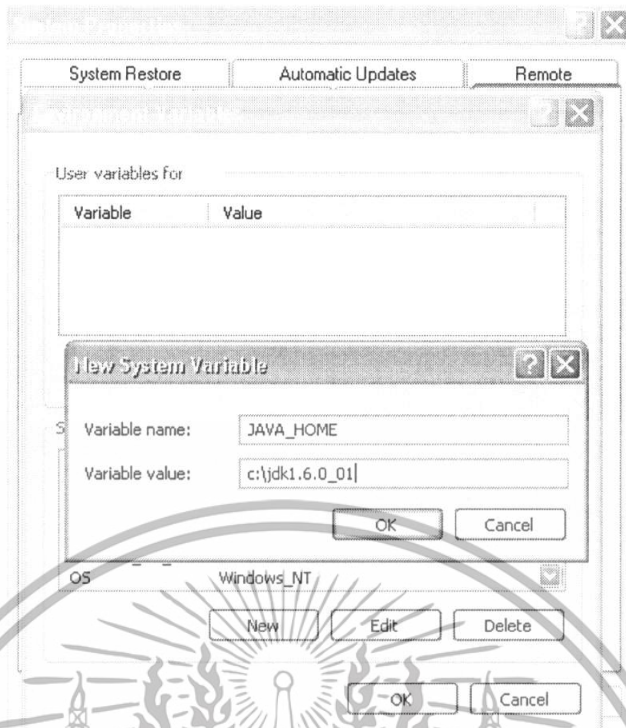 System Restore Automatic Updates Remote
User variables for
Variable Value
New System Variable
Variable name: JAVA_HOME
Variable value: c:\jdk1.6.0_01
OK Cancel
OS Windows_NT
New Edit Delete
OK Cancel